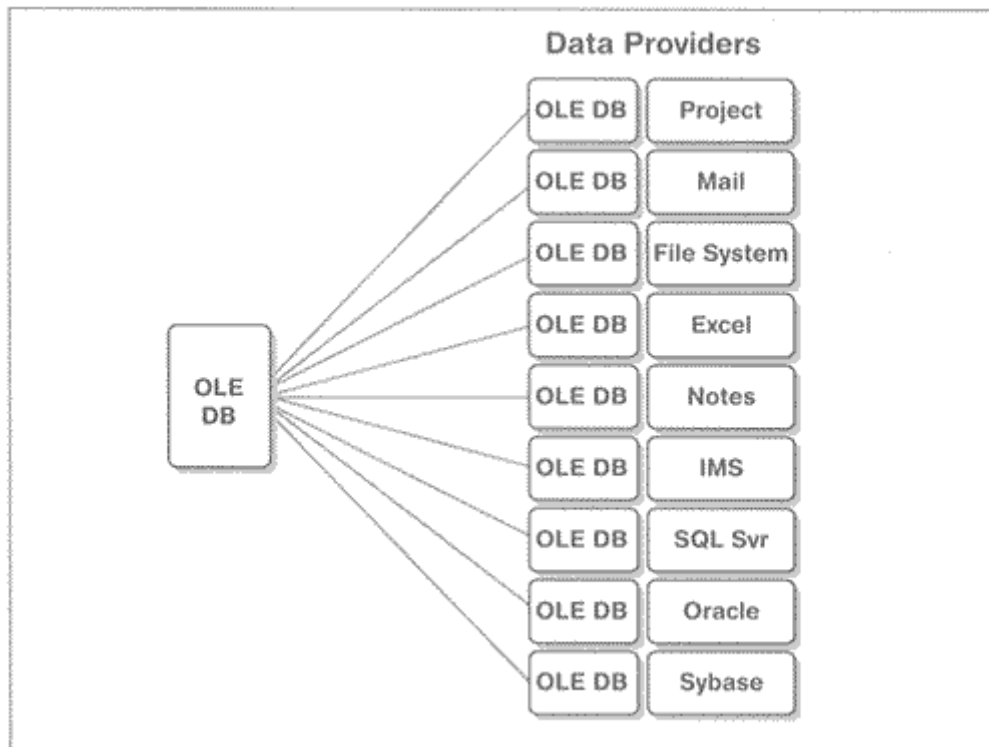 Data Providers
OLE DB Project
OLE DB Mail
OLE DB File System
OLE DB Excel
OLE
DB
OLE DB Notes
OLE DB IMS
OLE DB SQL Svr
OLE DB Oracle
OLE DB Sybase